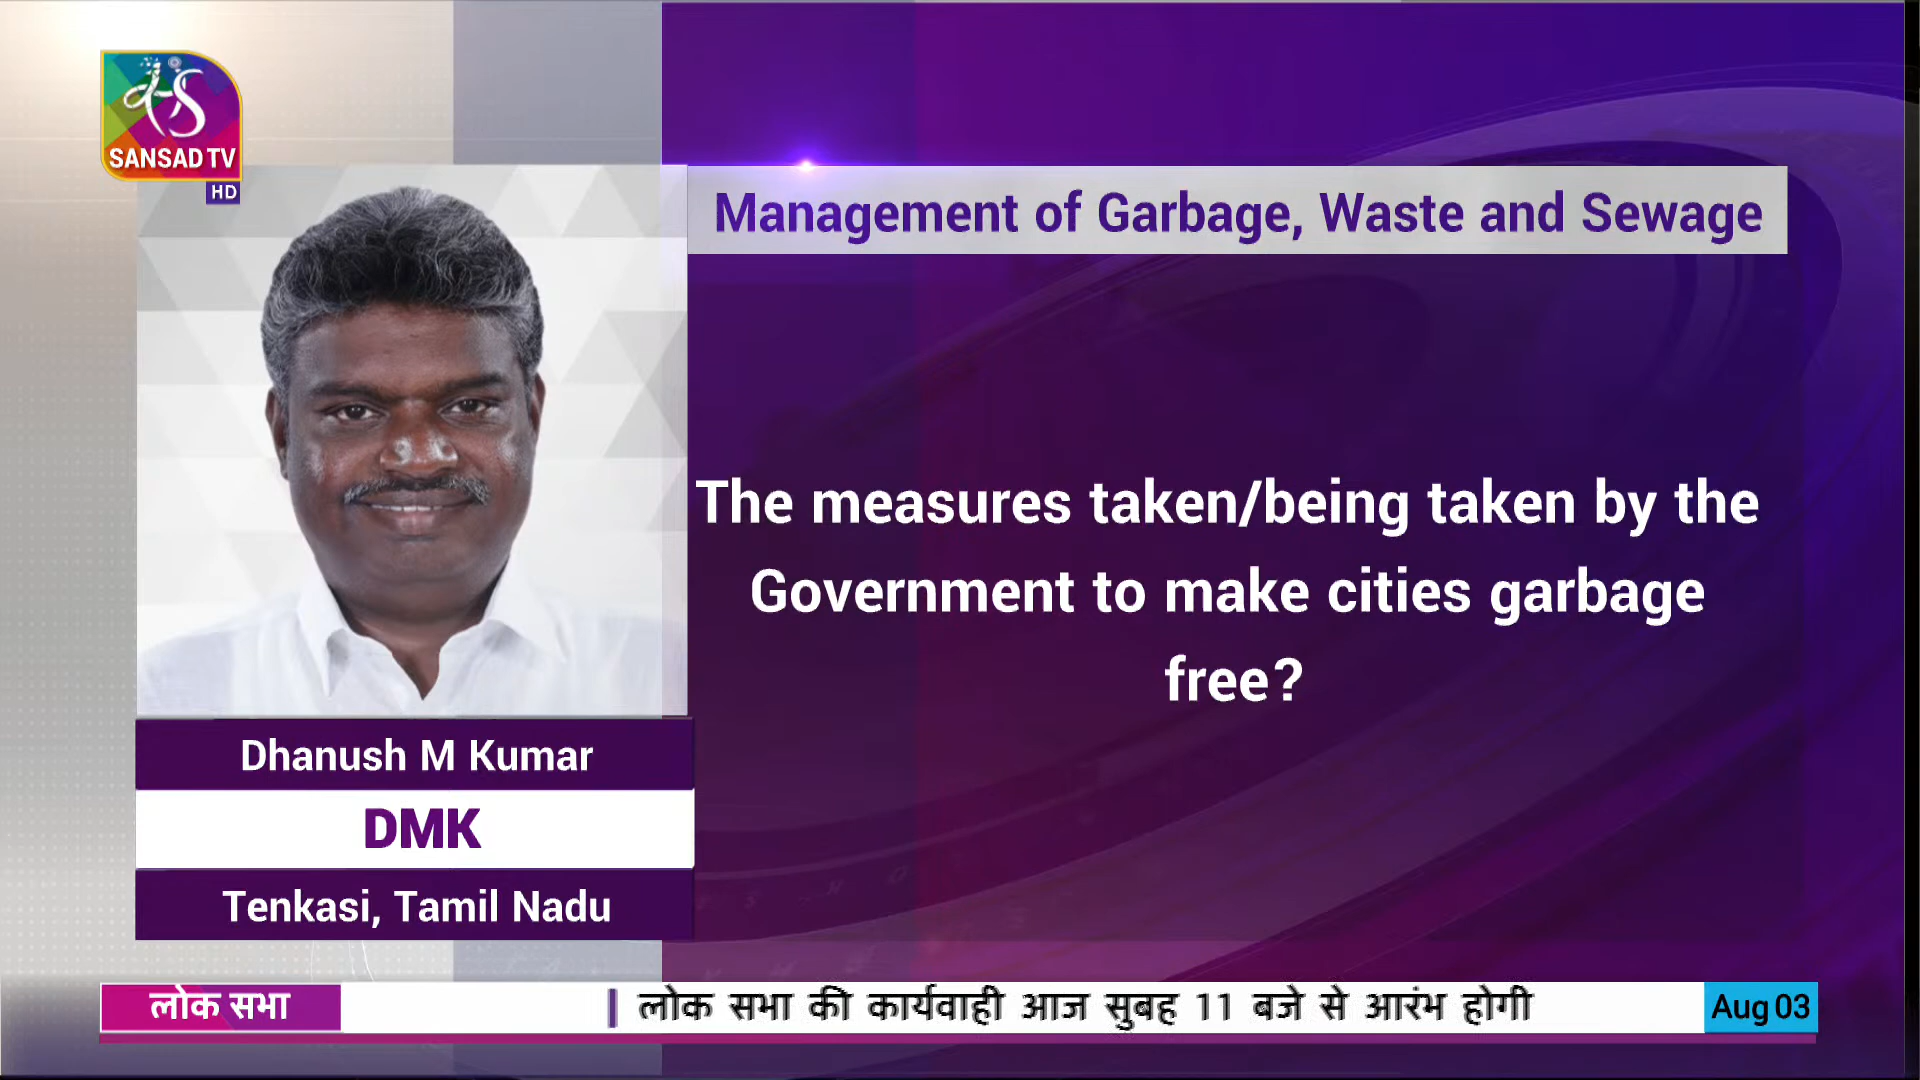 SANSAD TV
HD
Management of Garbage, Waste and Sewage
The measures taken/being taken by the
Government to make cities garbage
free?
Dhanush M Kumar
DMK
Tenkasi, Tamil Nadu
लोक सभा
लोक सभा की कार्यवाही आज सुबह 11 बजे से आरंभ होगी
Aug 03